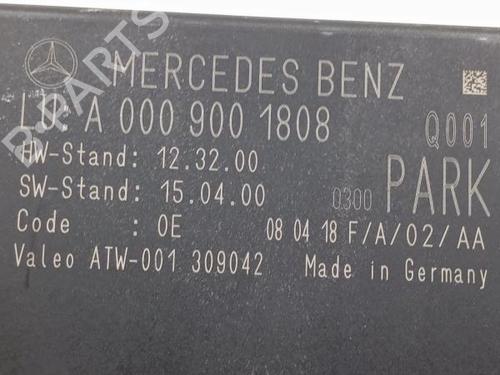 MERCEDES BENZ
A 000 900 1808 Q001
HW-Stand: 12.32.00
SW-Stand: 15.04.00 0300 PARK
Code : 0E 08 04 18 F/A/02/AA
Valeo ATW-001 309042 Made in Germany
B-PARTS